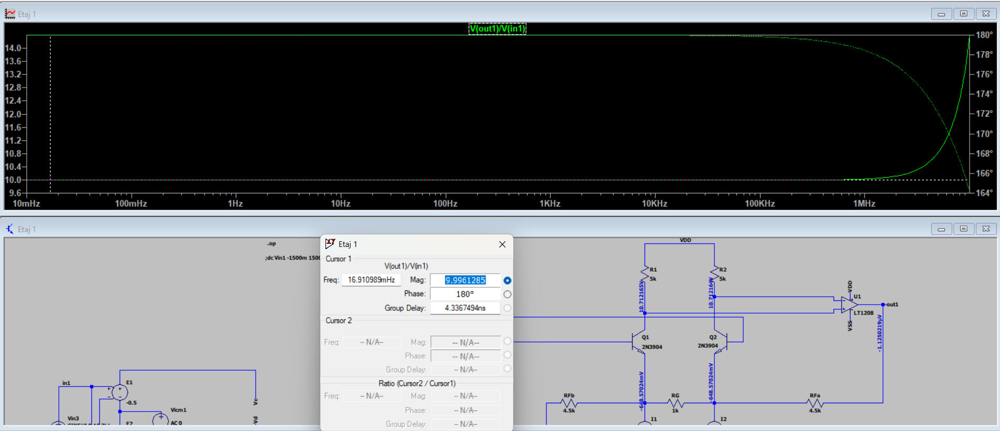 Etaj 1
V(out1)/V(in1)
14.0
13.6
13.2
12.8
12.4
12.0
11.6
11.2
10.8
10.4
10.0
9.6
180°
178°
176°
174°
172°
170°
168°
166°
164°
10mHz 100mHz 1Hz 10Hz 100Hz 1KHz 10KHz 100KHz 1MHz
Etaj 1
.op
;dc Vin1 -1500m 150
Etaj 1
Cursor 1
V(out1)/V(in1)
Freq: 16.910989mHz Mag: 9.9961285
Phase: 180°
Group Delay: 4.3367494ns
Cursor 2
Freq: -- N/A-- Mag: -- N/A--
Phase: -- N/A--
Group Delay: -- N/A--
Ratio (Cursor2 / Cursor1)
Freq: -- N/A-- Mag: -- N/A--
Phase: -- N/A--
Group Delay: -- N/A--
VDD
R1
5k
R2
5k
10.712165V
10.712164V
VDD
U1
LT1208
VSS
out1
-1.1250219µV
Q1
2N3904
Q2
2N3904
-648.57024mV
-648.57024mV
RFb
4.5k
RG
1k
RFa
4.5k
I1
I2
in1
E1
-0.5
Vc
-Vd
Vicm1
AC 0
Vin3
E2